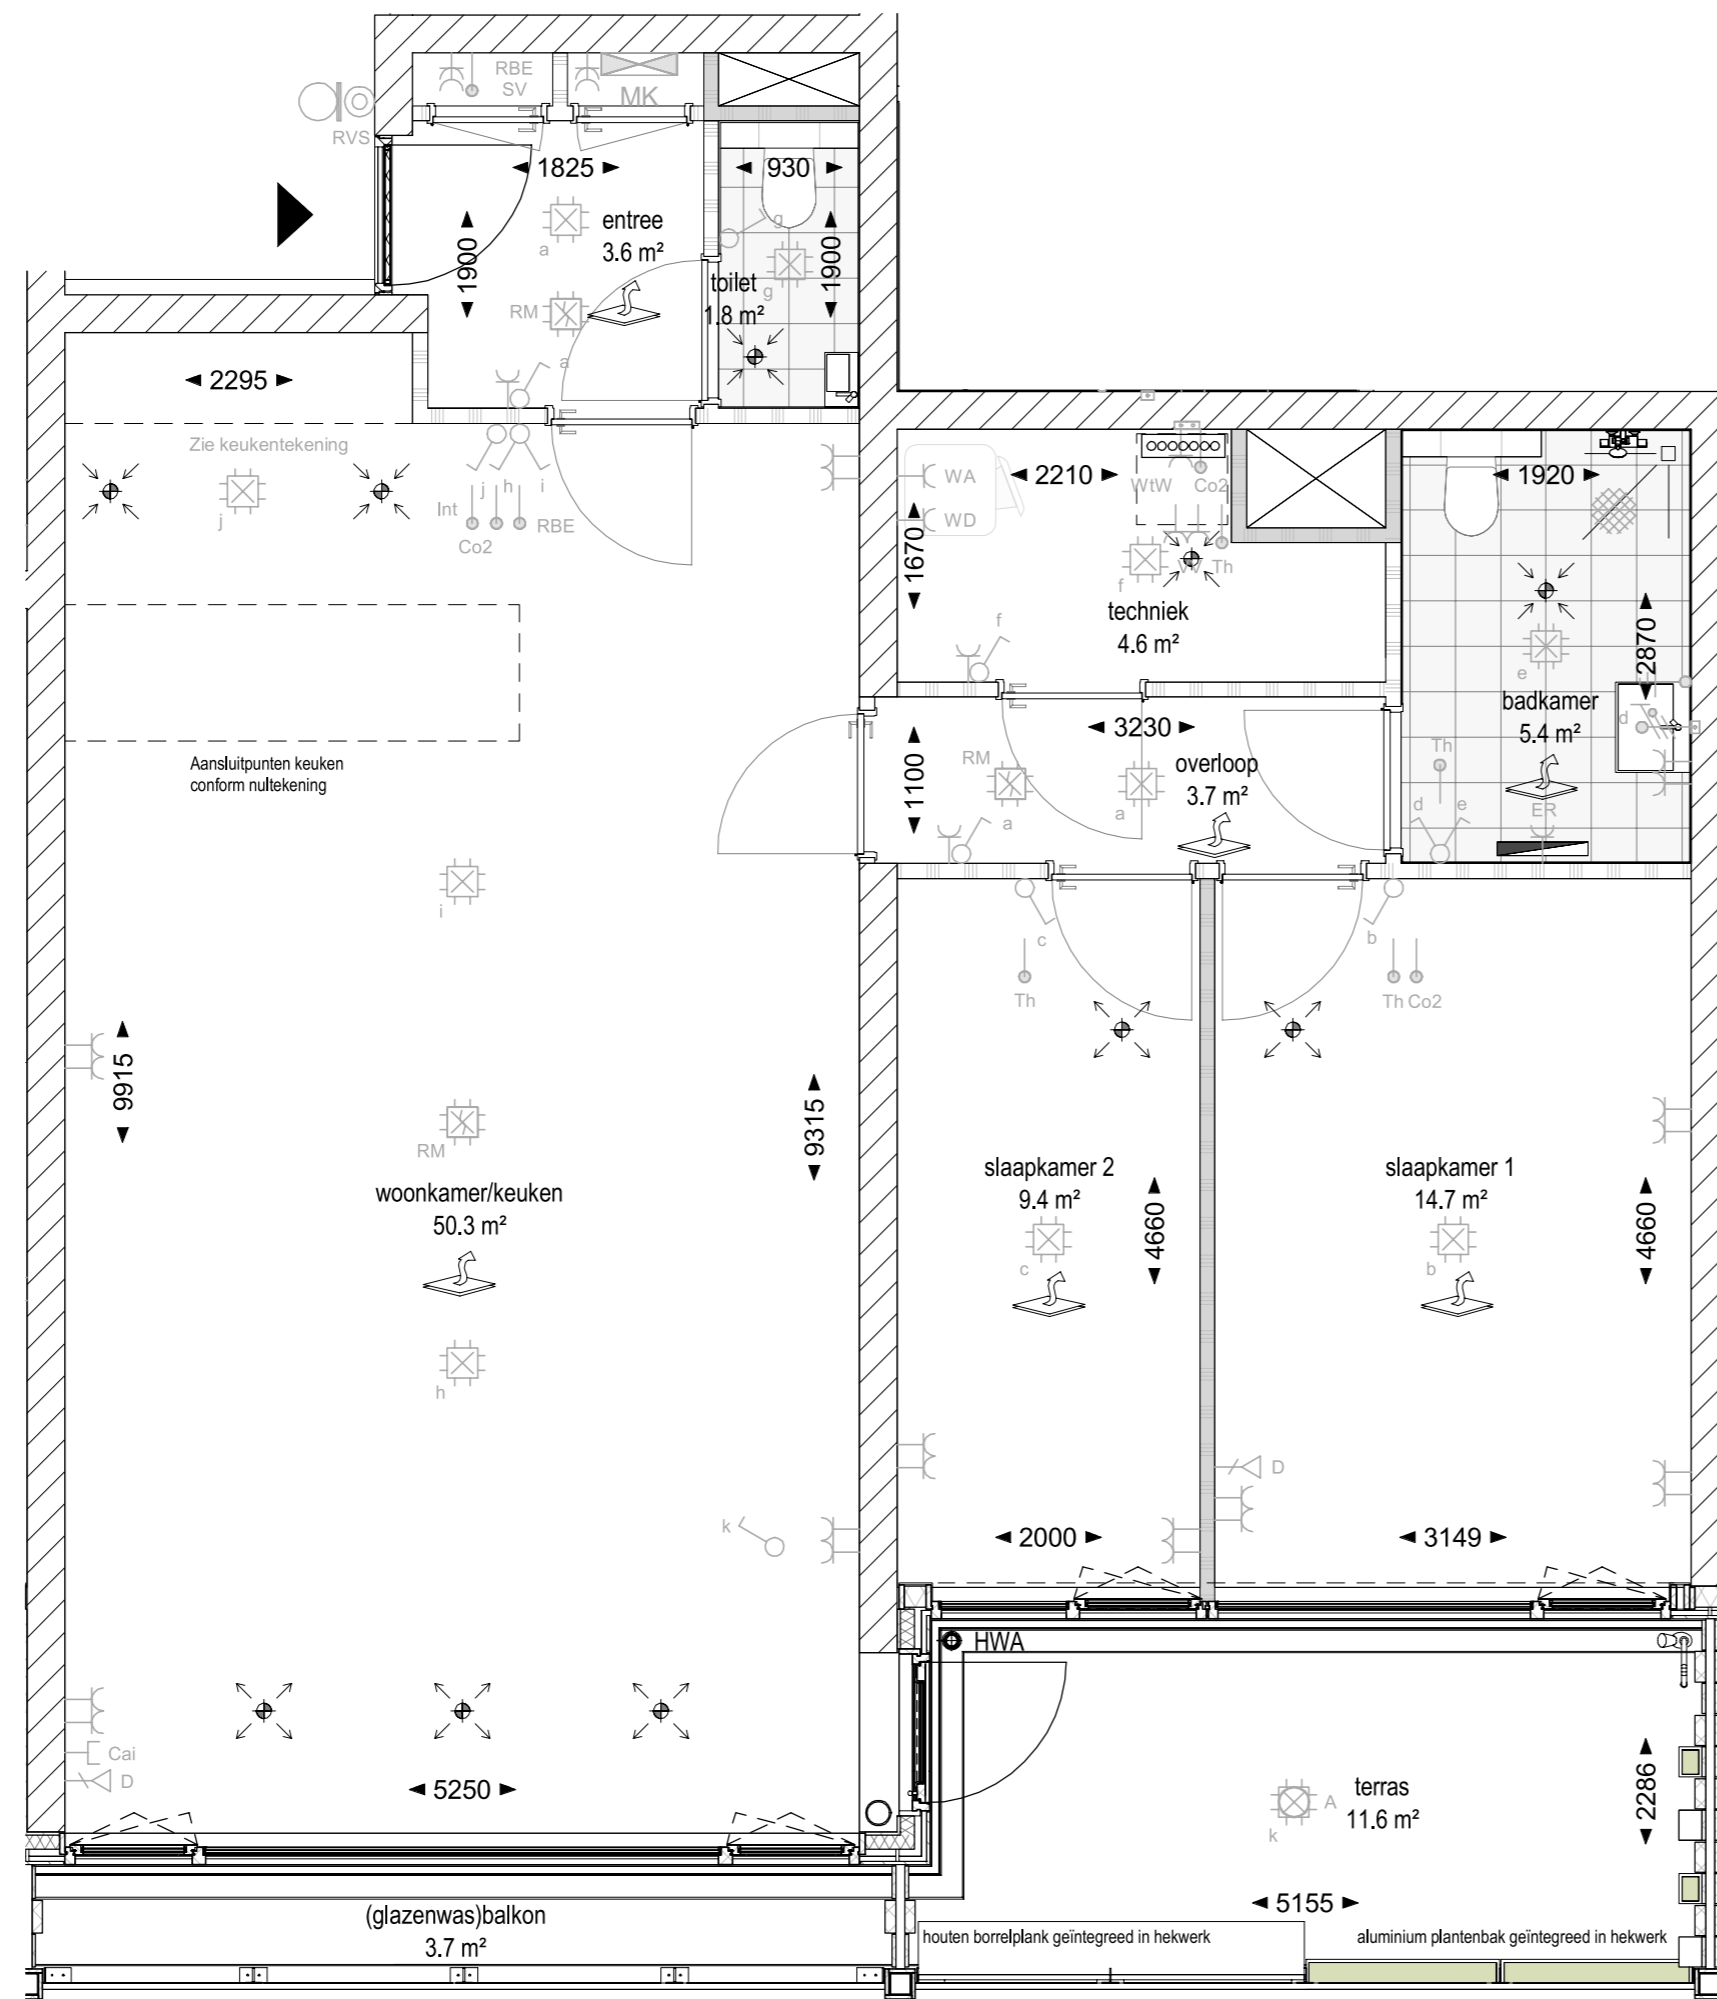 RBE
SV
MK
RVS
1825
930
entree
3.6 m²
a
g
1900
1900
toilet
1.8 m²
g
RM
a
2295
Zie keukentekening
j
j h i
Int
Co2
RBE
WA
WD
2210
WtW Co2
1920
1670
f
VV Th
techniek
4.6 m²
f
2870
e
badkamer
5.4 m²
d
3230
RM
overloop
3.7 m²
1100
a
a
Th
d e
ER
Aansluitpunten keuken
conform nultekening
i
c
b
Th
Th Co2
9915
9315
RM
woonkamer/keuken
50.3 m²
slaapkamer 2
9.4 m²
slaapkamer 1
14.7 m²
4660
4660
c
b
h
D
k
2000
3149
HWA
Cai
D
5250
A
k
terras
11.6 m²
2286
5155
(glazenwas)balkon
3.7 m²
houten borrelplank geïntegreed in hekwerk
aluminium plantenbak geïntegreed in hekwerk